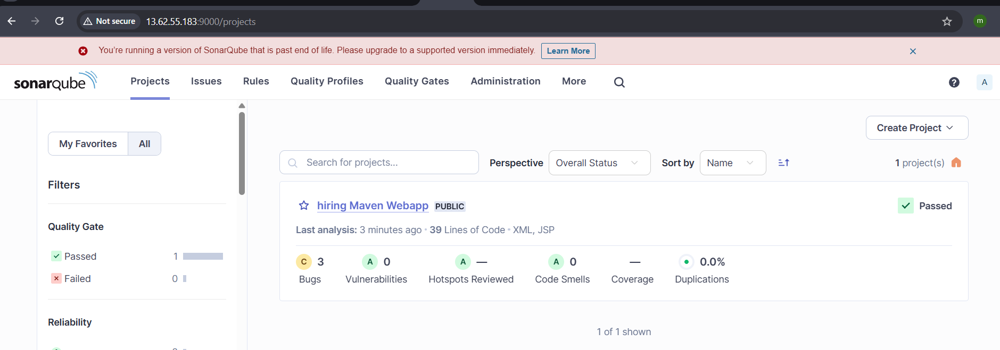 Not secure 13.62.55.183:9000/projects m
You're running a version of SonarQube that is past end of life. Please upgrade to a supported version immediately. Learn More
sonarqube Projects Issues Rules Quality Profiles Quality Gates Administration More ? A
Create Project
My Favorites All
Search for projects... Perspective Overall Status Sort by Name 1 project(s)
Filters
hiring Maven Webapp PUBLIC Passed
Quality Gate
Last analysis: 3 minutes ago • 39 Lines of Code • XML, JSP
Passed 1
C 3 A 0 A — A 0 — 0.0%
Failed 0
Bugs Vulnerabilities Hotspots Reviewed Code Smells Coverage Duplications
Reliability
1 of 1 shown